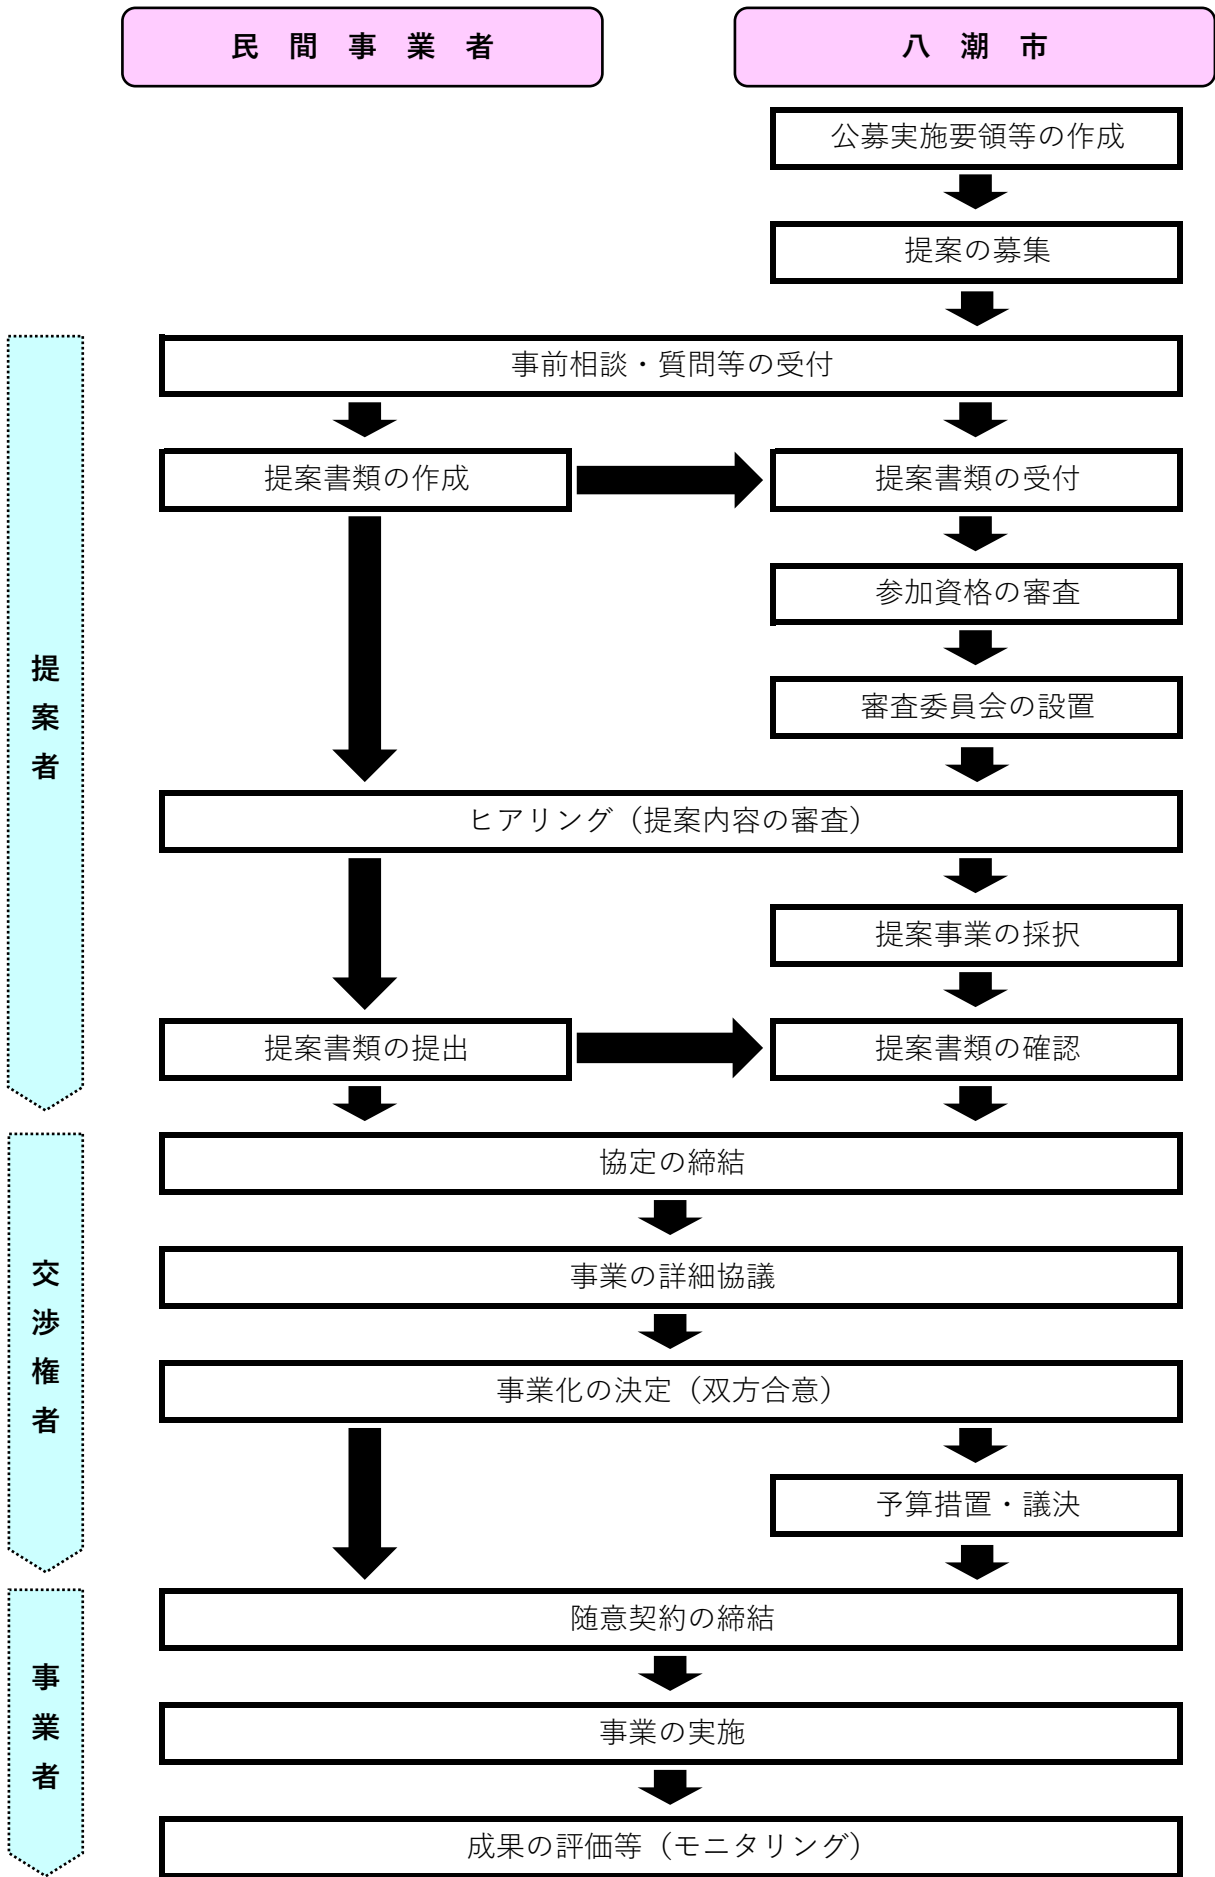 民間事業者
八潮市
公募実施要領等の作成
提案の募集
提案者
事前相談・質問等の受付
提案書類の作成
提案書類の受付
参加資格の審査
審査委員会の設置
ヒアリング（提案内容の審査）
提案事業の採択
提案書類の提出
提案書類の確認
交渉権者
協定の締結
事業の詳細協議
事業化の決定（双方合意）
予算措置・議決
事業者
随意契約の締結
事業の実施
成果の評価等（モニタリング）